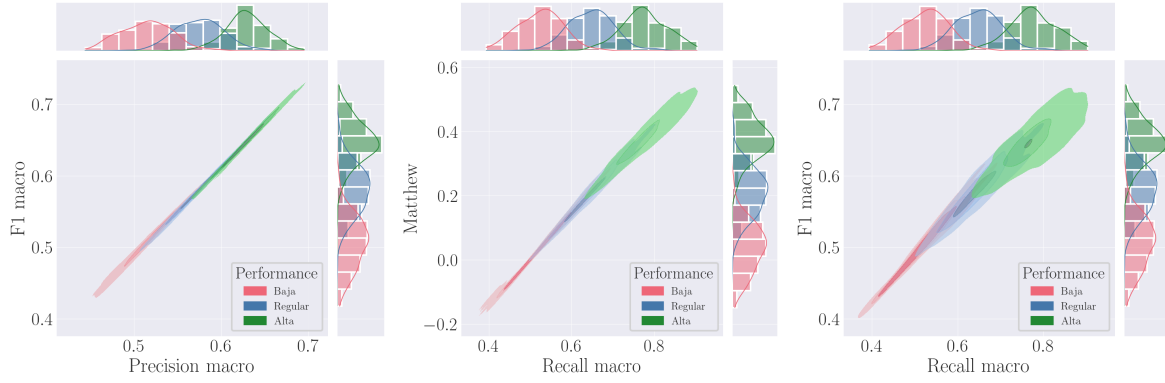 0.7
0.6
0.5
0.4
F1 macro
0.5
0.6
0.7
Precision macro
Performance
Baja
Regular
Alta
0.6
0.4
0.2
0.0
−0.2
Matthew
0.4
0.6
0.8
Recall macro
Performance
Baja
Regular
Alta
0.7
0.6
0.5
0.4
F1 macro
0.4
0.6
0.8
Recall macro
Performance
Baja
Regular
Alta